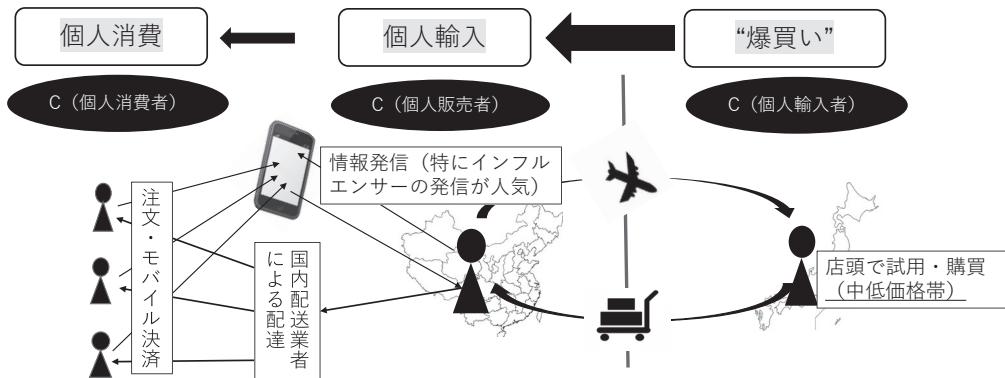 個人消費
個人輸入
“爆買い”
C（個人消費者）
C（個人販売者）
C（個人輸入者）
情報発信（特にインフル
エンサーの発信が人気）
注文・モバイル決済
国内配送業者
による配達
店頭で試用・購買
（中低価格帯）